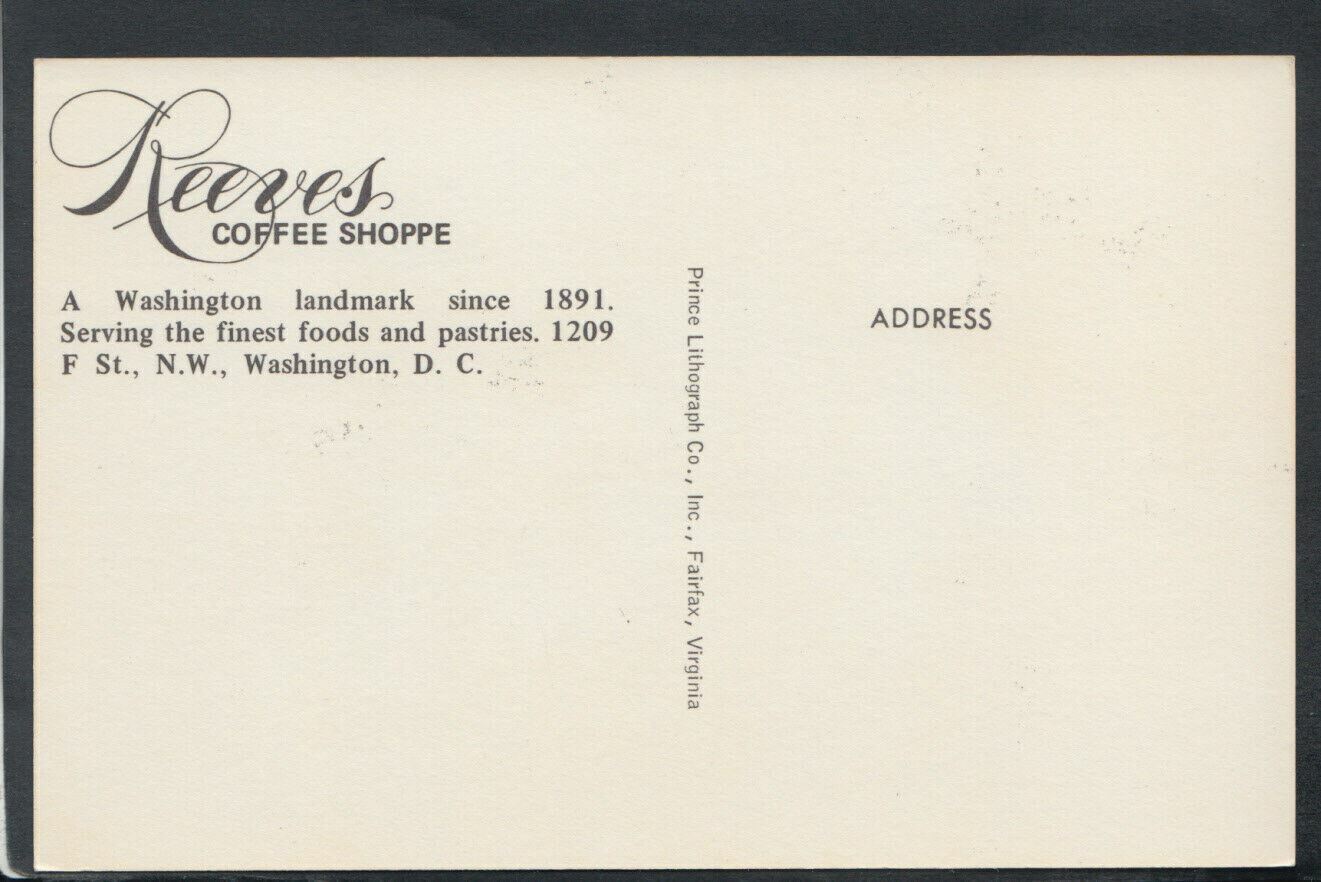 Reeves
COFFEE SHOPPE
A Washington landmark since 1891.
Serving the finest foods and pastries. 1209
F St., N.W., Washington, D. C.
Prince Lithograph Co., Inc., Fairfax, Virginia
ADDRESS